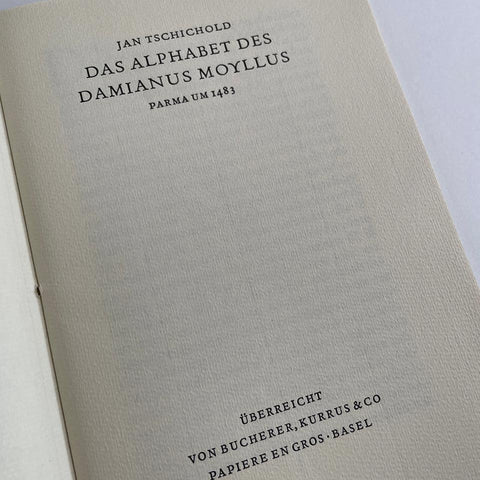 JAN TSCHICHOLD
DAS ALPHABET DES
DAMIANUS MOYLLUS
PARMA UM 1483
ÜBERREICHT
VON BUCHERER, KURRUS & CO
PAPIERE EN GROS · BASEL